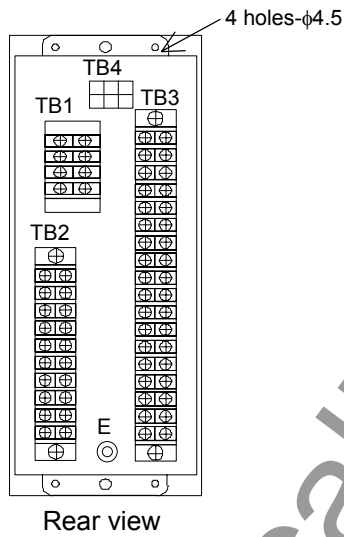 4 holes-ϕ4.5
TB4
TB1
TB3
TB2
E
Rear view